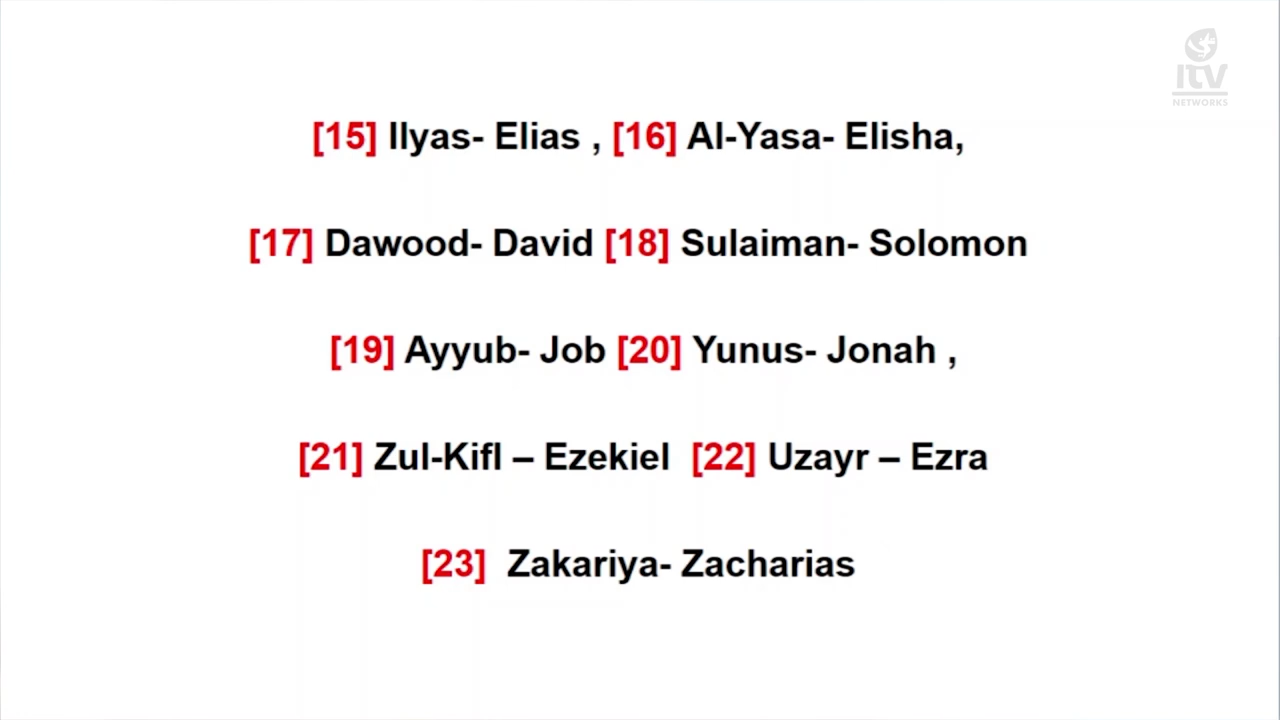 ITV
NETWORKS
[15] Ilyas- Elias , [16] Al-Yasa- Elisha,
[17] Dawood- David [18] Sulaiman- Solomon
[19] Ayyub- Job [20] Yunus- Jonah ,
[21] Zul-Kifl – Ezekiel [22] Uzayr – Ezra
[23] Zakariya- Zacharias